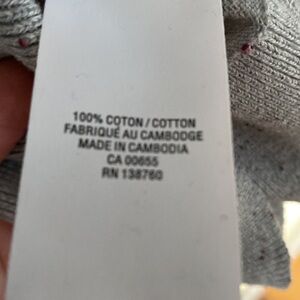 100% COTON / COTTON
FABRIQUÉ AU CAMBODGE
MADE IN CAMBODIA
CA 00655
RN 138760